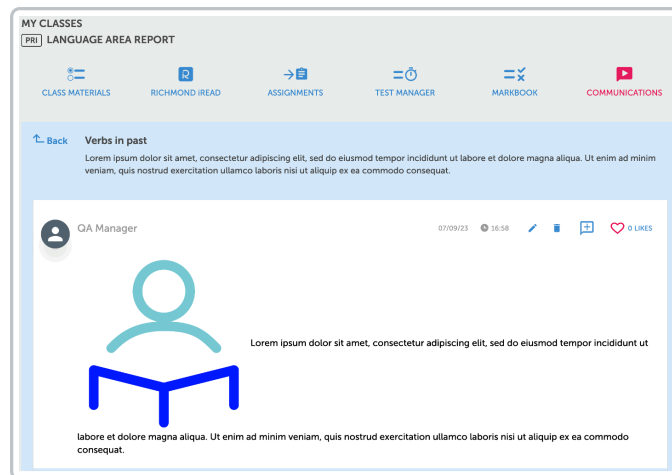 MY CLASSES
PRI LANGUAGE AREA REPORT
CLASS MATERIALS
RICHMOND iREAD
ASSIGNMENTS
TEST MANAGER
MARKBOOK
COMMUNICATIONS
Back
Verbs in past
Lorem ipsum dolor sit amet, consectetur adipiscing elit, sed do eiusmod tempor incididunt ut labore et dolore magna aliqua. Ut enim ad minim
veniam, quis nostrud exercitation ullamco laboris nisi ut aliquip ex ea commodo consequat.
QA Manager
07/09/23 16:58 0 LIKES
Lorem ipsum dolor sit amet, consectetur adipiscing elit, sed do eiusmod tempor incididunt ut
labore et dolore magna aliqua. Ut enim ad minim veniam, quis nostrud exercitation ullamco laboris nisi ut aliquip ex ea commodo
consequat.